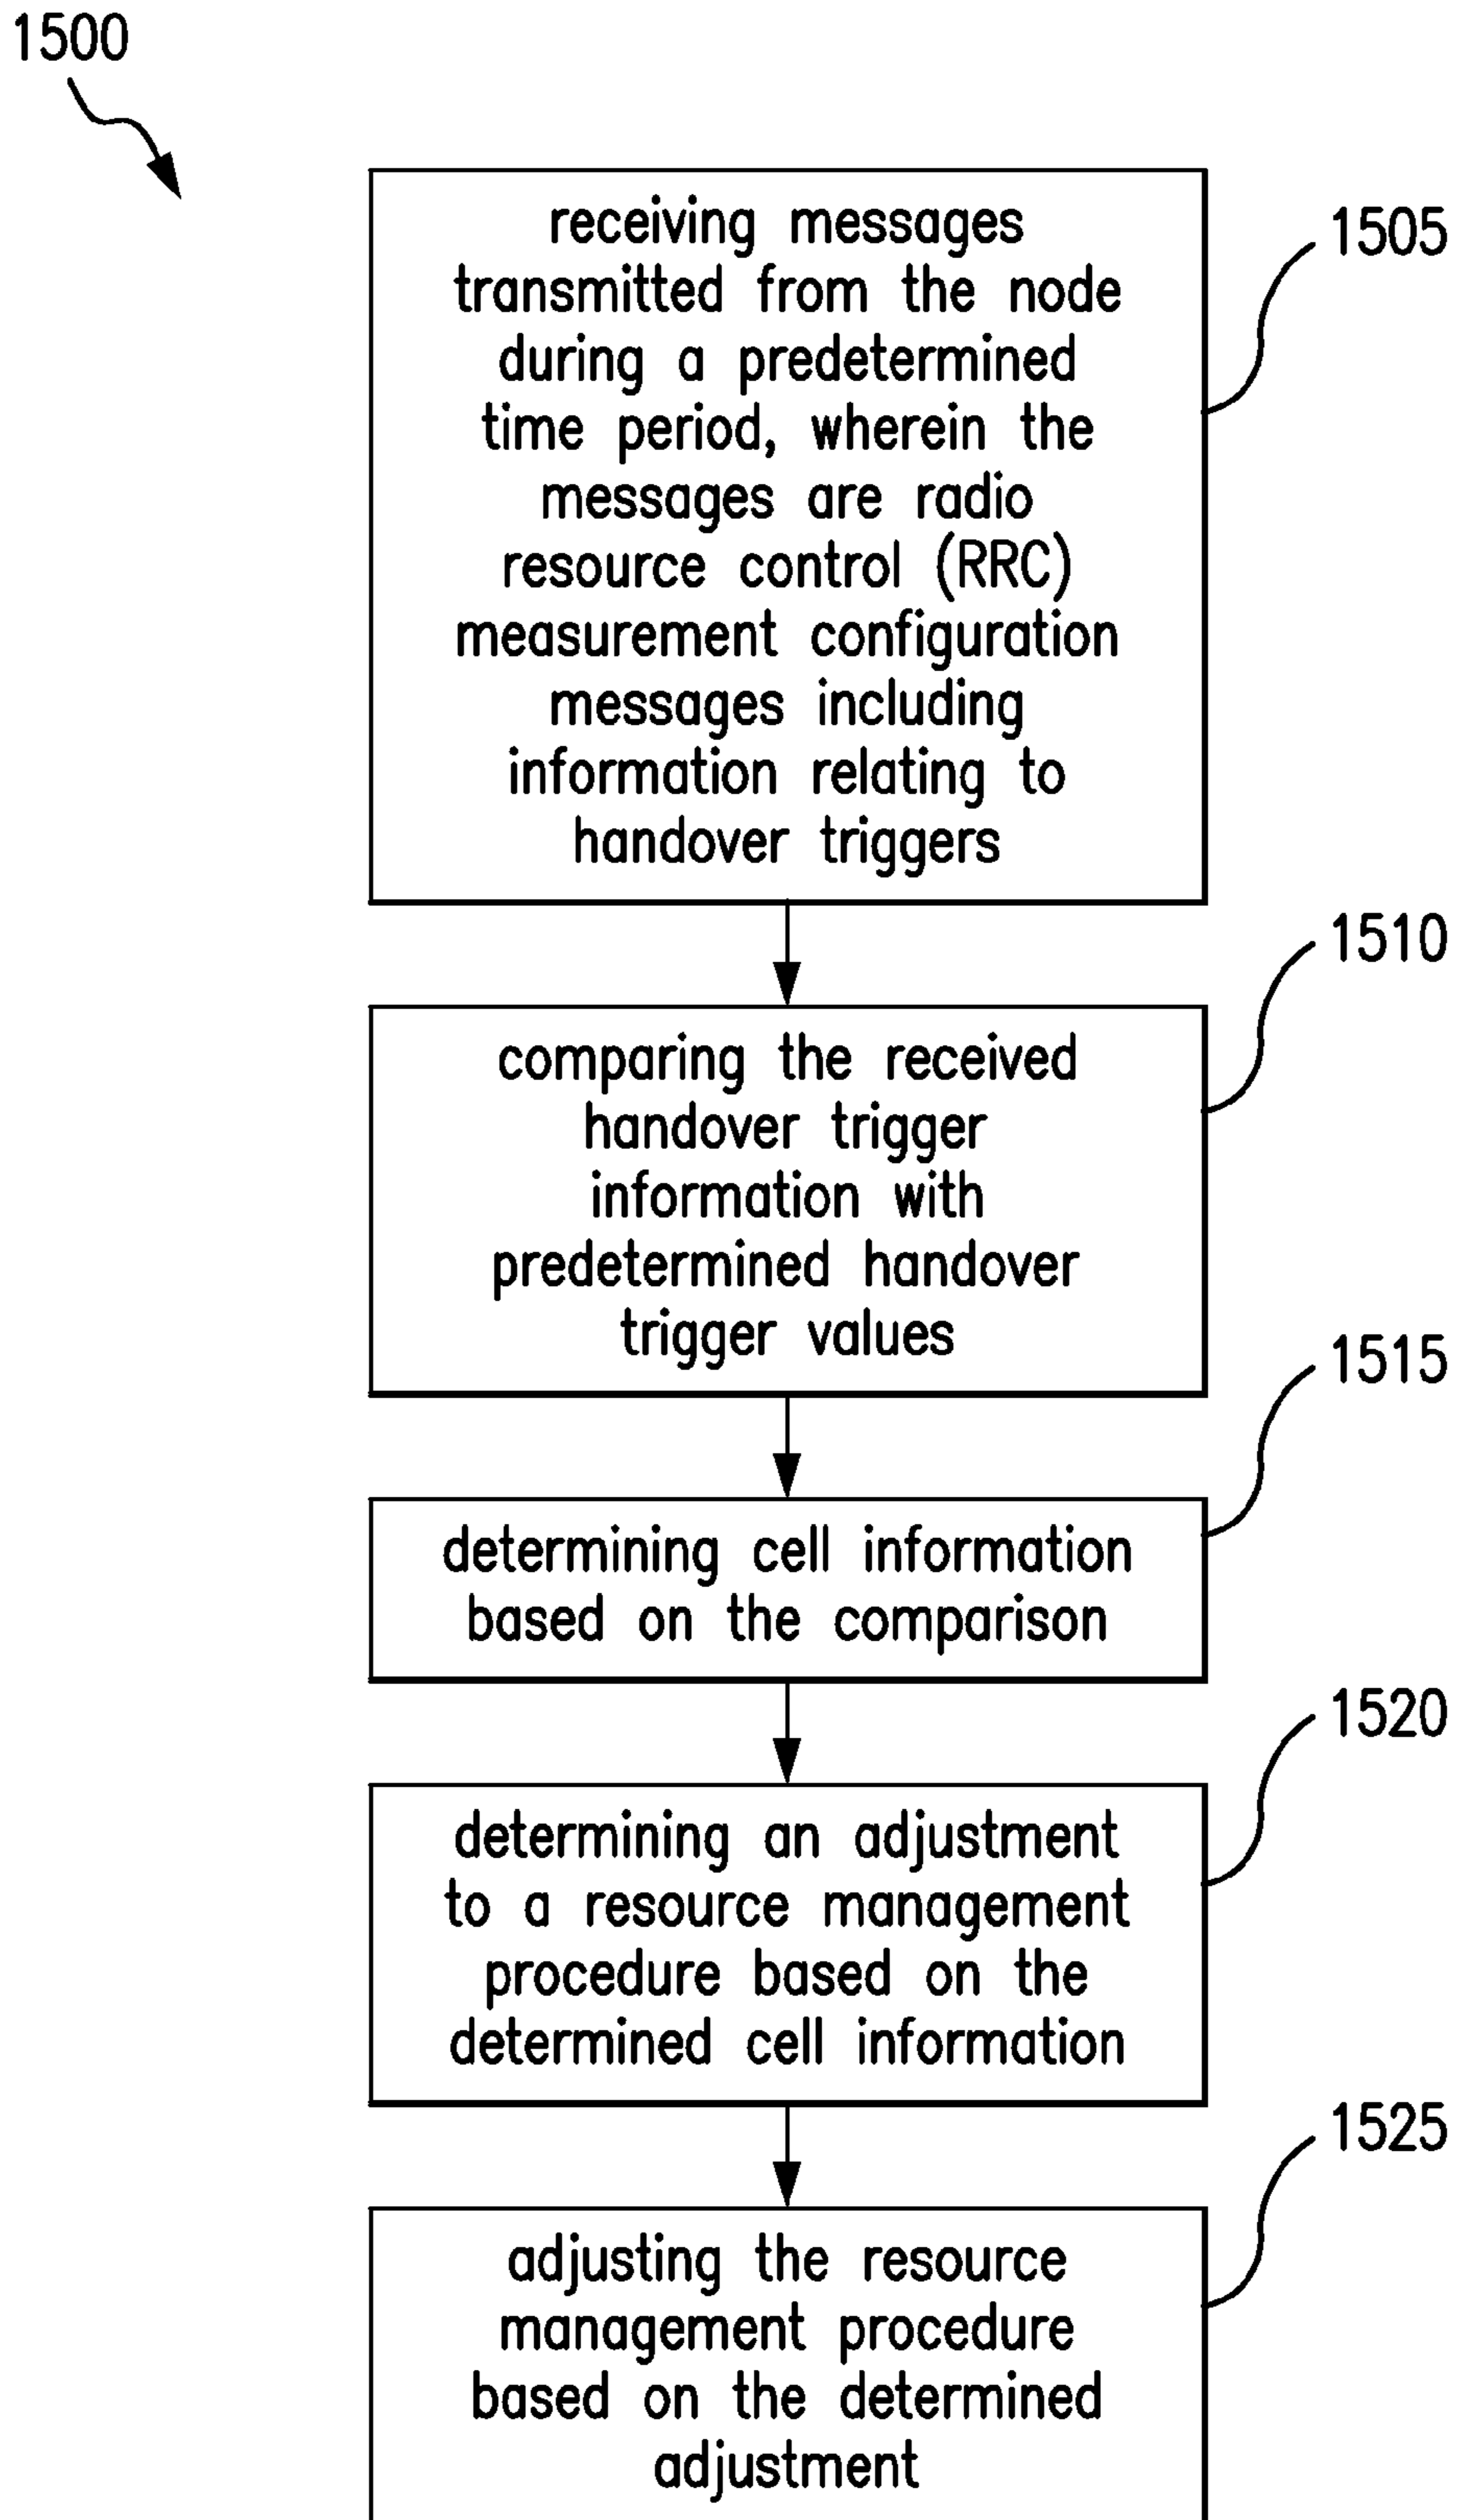 1500
receiving messages
transmitted from the node
during a predetermined
time period, wherein the
messages are radio
resource control (RRC)
measurement configuration
messages including
information relating to
handover triggers
1505
comparing the received
handover trigger
information with
predetermined handover
trigger values
1510
determining cell information
based on the comparison
1515
determining an adjustment
to a resource management
procedure based on the
determined cell information
1520
adjusting the resource
management procedure
based on the determined
adjustment
1525